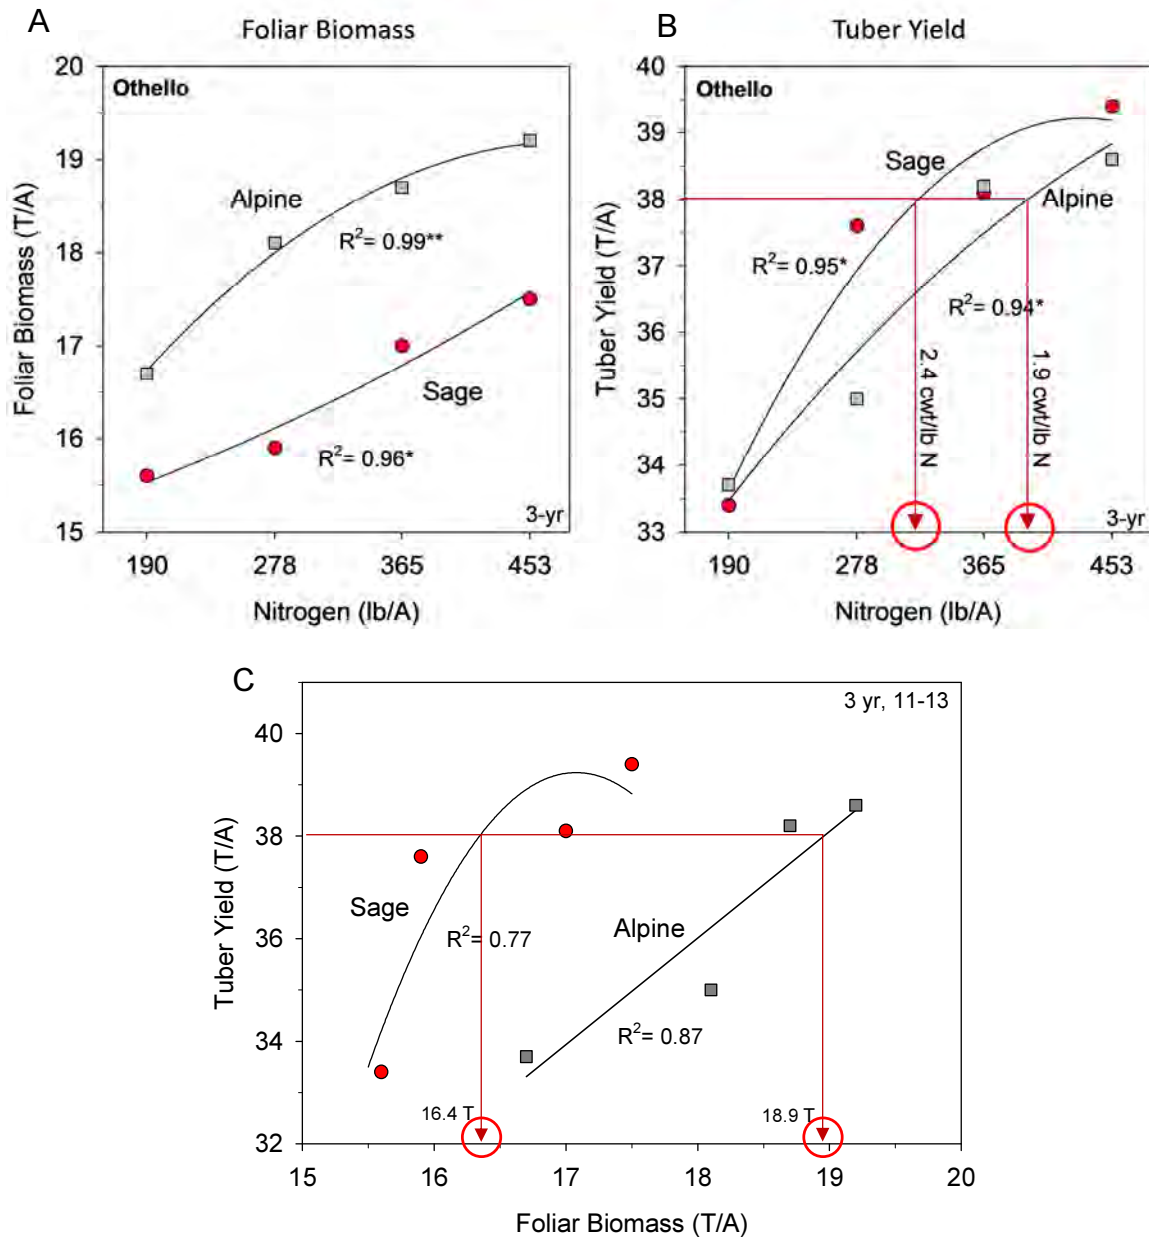 A
Foliar Biomass
Othello
Foliar Biomass (T/A)
20
19
18
17
16
15
Alpine
R²= 0.99**
Sage
R²= 0.96*
3-yr
190 278 365 453
Nitrogen (lb/A)
B
Tuber Yield
Othello
Tuber Yield (T/A)
40
39
38
37
36
35
34
33
Sage
Alpine
R²= 0.95*
R²= 0.94*
2.4 cwt/lb N
1.9 cwt/lb N
3-yr
190 278 365 453
Nitrogen (lb/A)
C
3 yr, 11-13
Tuber Yield (T/A)
40
38
36
34
32
Sage
R²= 0.77
Alpine
R²= 0.87
16.4 T
18.9 T
15 16 17 18 19 20
Foliar Biomass (T/A)